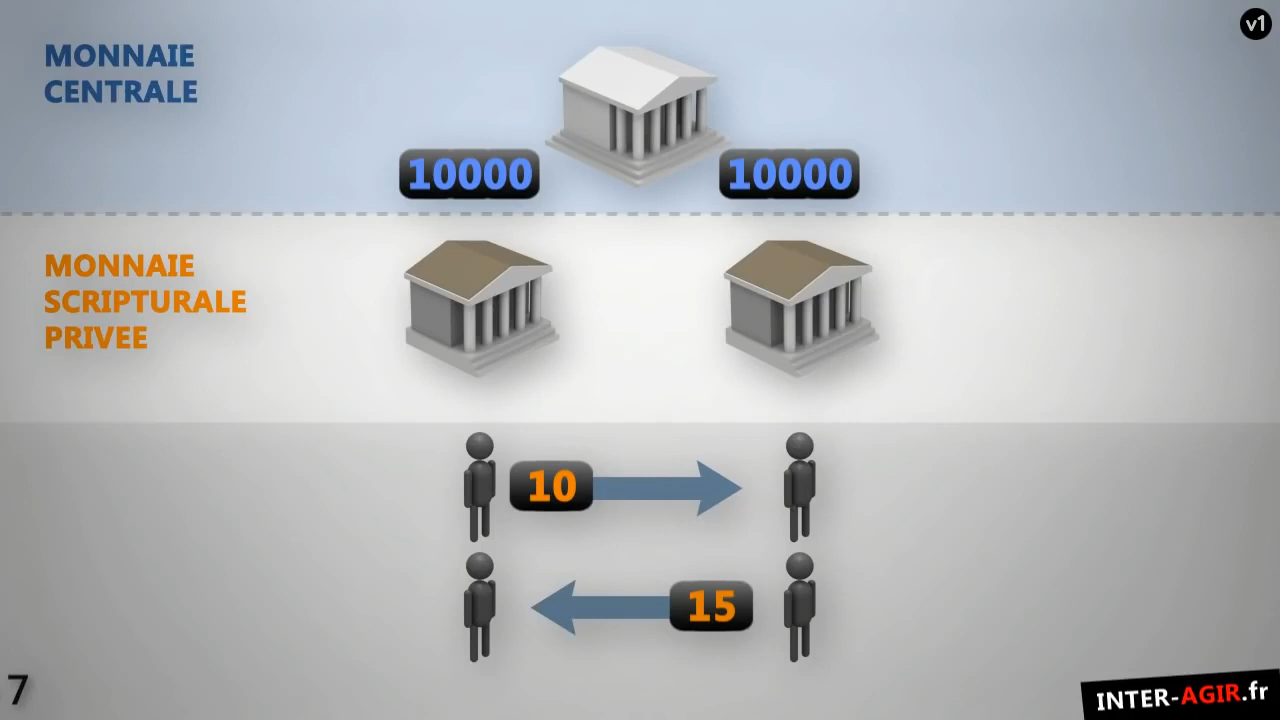 v1
MONNAIE
CENTRALE
10000
10000
MONNAIE
SCRIPTURALE
PRIVEE
10
15
7
INTER-AGIR.fr